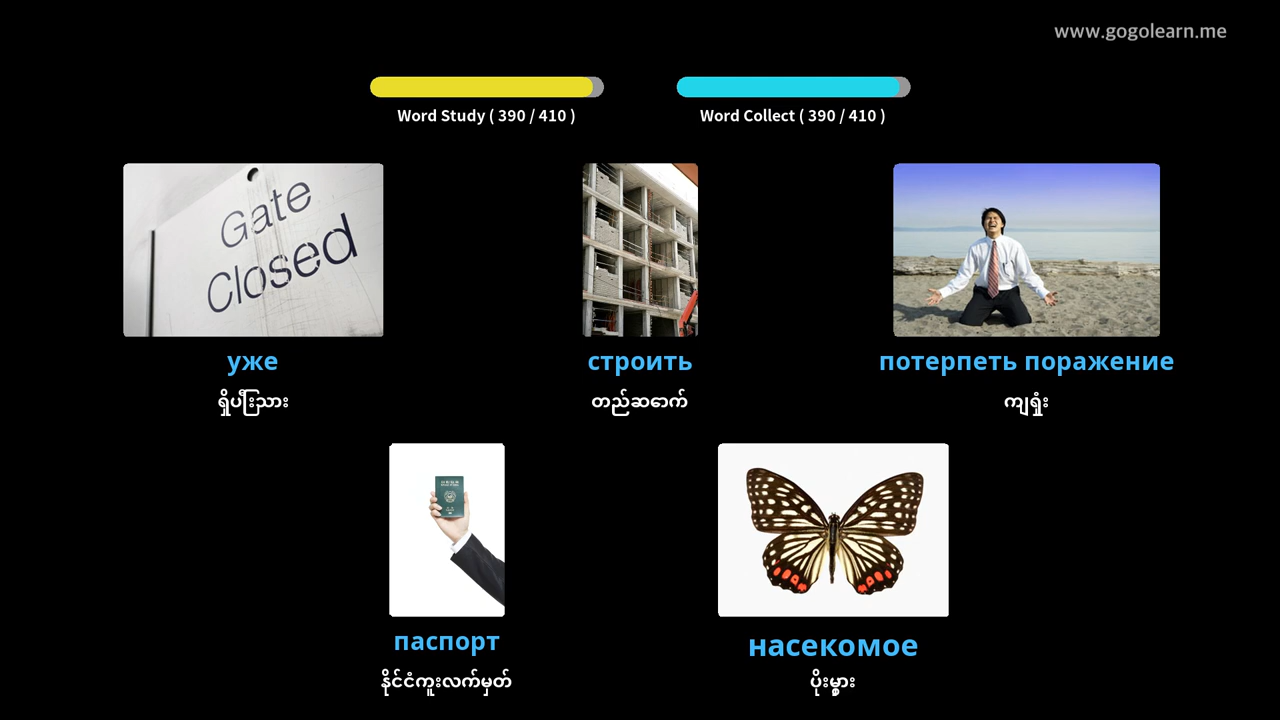 www.gogolearn.me
Word Study ( 390 / 410 )
Word Collect ( 390 / 410 )
Gate
Closed
уже
ရှိပြီးသား
строить
တည်ဆောက်
потерпеть поражение
ကျရှုံး
паспорт
နိုင်ငံကူးလက်မှတ်
насекомое
ပိုးမွှား